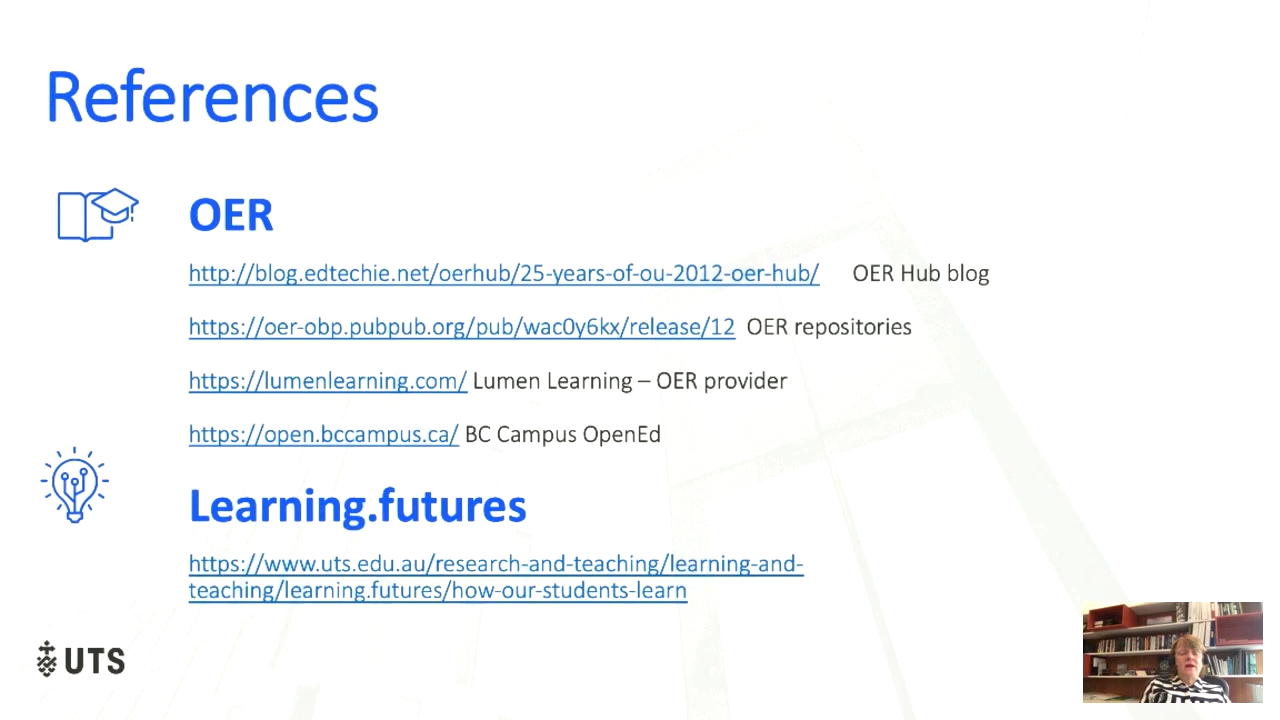 References
OER
http://blog.edtechie.net/oerhub/25-years-of-ou-2012-oer-hub/ OER Hub blog
https://oer-obp.pubpub.org/pub/wac0y6kx/release/12 OER repositories
https://lumenlearning.com/ Lumen Learning – OER provider
https://open.bccampus.ca/ BC Campus OpenEd
Learning.futures
https://www.uts.edu.au/research-and-teaching/learning-and-
teaching/learning.futures/how-our-students-learn
UTS